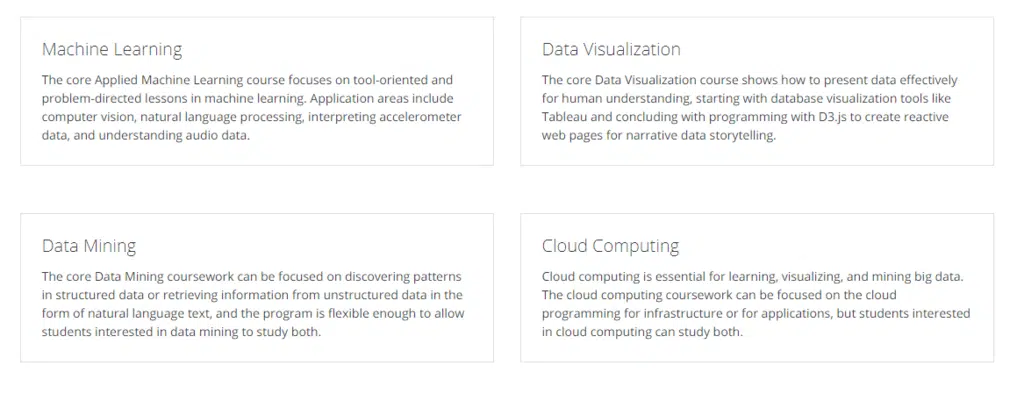 Machine Learning
The core Applied Machine Learning course focuses on tool-oriented and
problem-directed lessons in machine learning. Application areas include
computer vision, natural language processing, interpreting accelerometer
data, and understanding audio data.
Data Visualization
The core Data Visualization course shows how to present data effectively
for human understanding, starting with database visualization tools like
Tableau and concluding with programming with D3.js to create reactive
web pages for narrative data storytelling.
Data Mining
The core Data Mining coursework can be focused on discovering patterns
in structured data or retrieving information from unstructured data in the
form of natural language text, and the program is flexible enough to allow
students interested in data mining to study both.
Cloud Computing
Cloud computing is essential for learning, visualizing, and mining big data.
The cloud computing coursework can be focused on the cloud
programming for infrastructure or for applications, but students interested
in cloud computing can study both.